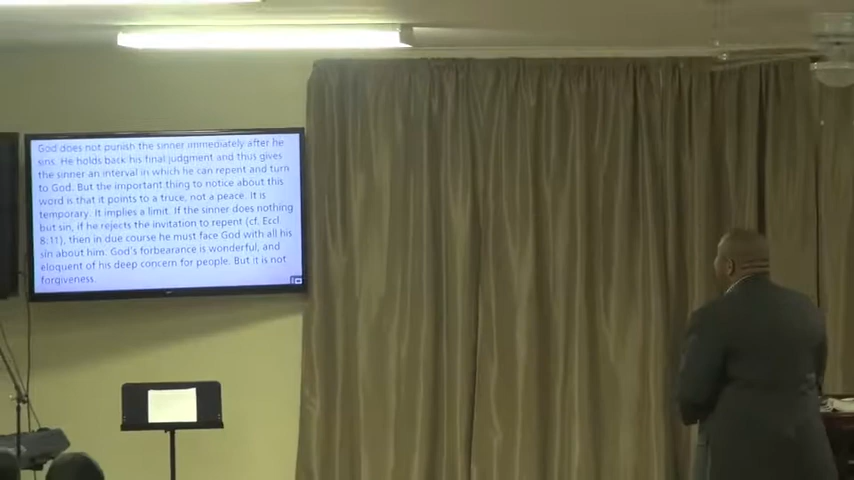 God does not punish the sinner immediately after he
sins. He holds back his final judgment and thus gives
the sinner an interval in which he can repent and turn
to God. But the important thing to notice about this
word is that it points to a truce, not a peace. It is
temporary. It implies a limit. If the sinner does nothing
but sin, if he rejects the invitation to repent (cf. Eccl
8:11), then in due course he must face God with all his
sin about him. God's forbearance is wonderful, and
eloquent of his deep concern for people. But it is not
forgiveness.